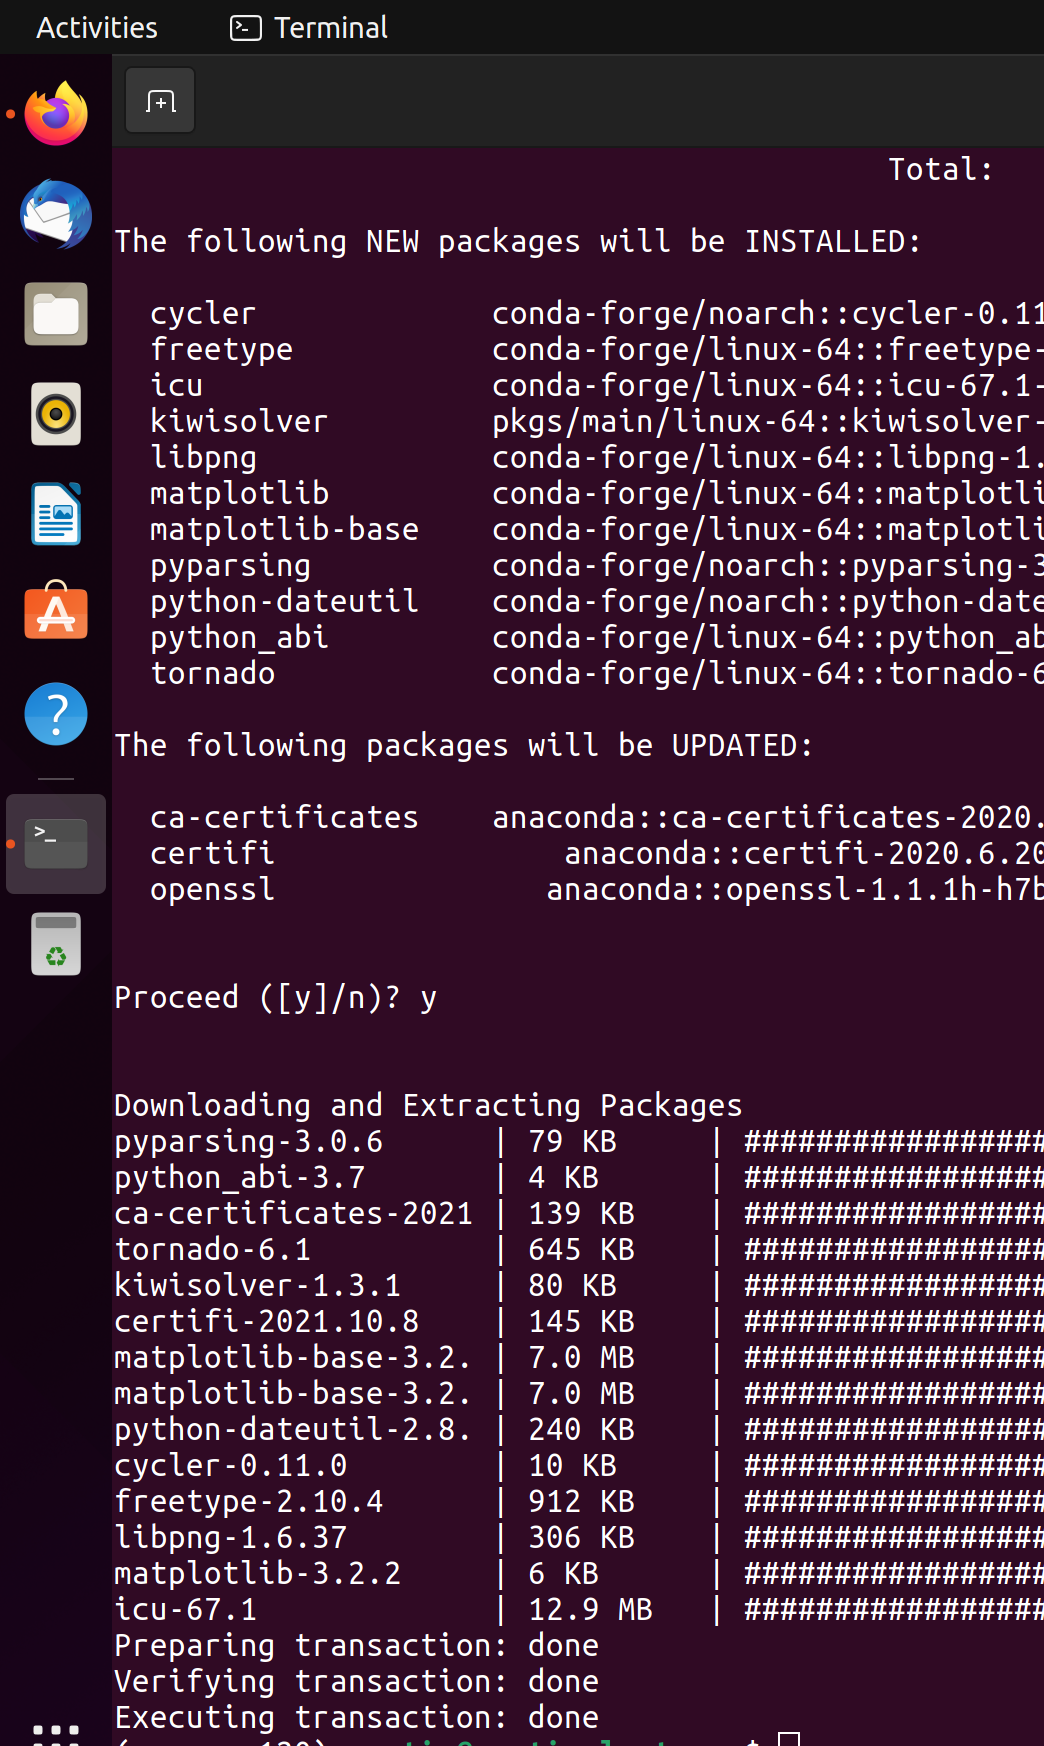 Activities Terminal
Total:
The following NEW packages will be INSTALLED:
cycler conda-forge/noarch::cycler-0.11
freetype conda-forge/linux-64::freetype-
icu conda-forge/linux-64::icu-67.1-
kiwisolver pkgs/main/linux-64::kiwisolver-
libpng conda-forge/linux-64::libpng-1.
matplotlib conda-forge/linux-64::matplotli
matplotlib-base conda-forge/linux-64::matplotli
pyparsing conda-forge/noarch::pyparsing-3
python-dateutil conda-forge/noarch::python-date
python_abi conda-forge/linux-64::python_ab
tornado conda-forge/linux-64::tornado-6
The following packages will be UPDATED:
ca-certificates anaconda::ca-certificates-2020.
certifi anaconda::certifi-2020.6.20
openssl anaconda::openssl-1.1.1h-h7b
Proceed ([y]/n)? y
Downloading and Extracting Packages
pyparsing-3.0.6 | 79 KB | #################
python_abi-3.7 | 4 KB | #################
ca-certificates-2021 | 139 KB | #################
tornado-6.1 | 645 KB | #################
kiwisolver-1.3.1 | 80 KB | #################
certifi-2021.10.8 | 145 KB | #################
matplotlib-base-3.2. | 7.0 MB | #################
matplotlib-base-3.2. | 7.0 MB | #################
python-dateutil-2.8. | 240 KB | #################
cycler-0.11.0 | 10 KB | #################
freetype-2.10.4 | 912 KB | #################
libpng-1.6.37 | 306 KB | #################
matplotlib-3.2.2 | 6 KB | #################
icu-67.1 | 12.9 MB | #################
Preparing transaction: done
Verifying transaction: done
Executing transaction: done